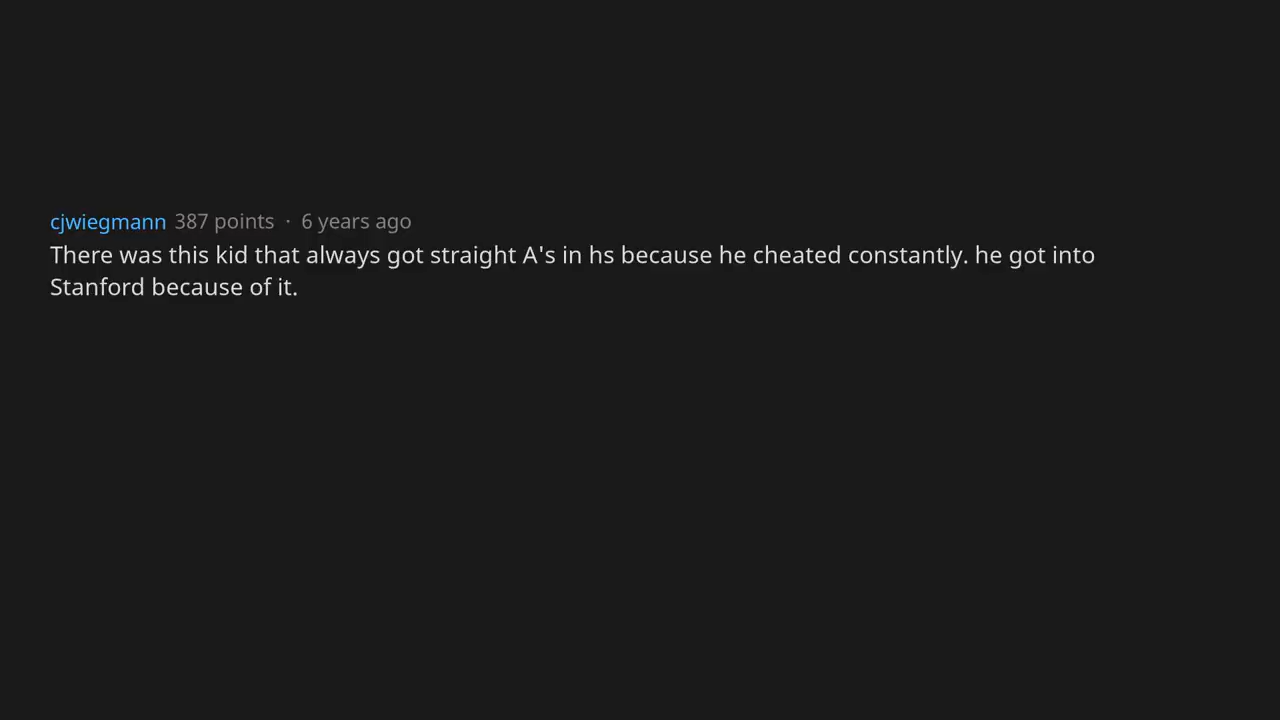 cjwiegmann 387 points · 6 years ago
There was this kid that always got straight A's in hs because he cheated constantly. he got into
Stanford because of it.